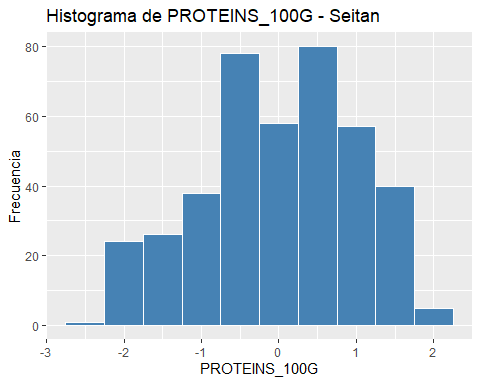 Histograma de PROTEINS_100G - Seitan
Frecuencia
80
60
40
20
0
-3 -2 -1 0 1 2
PROTEINS_100G